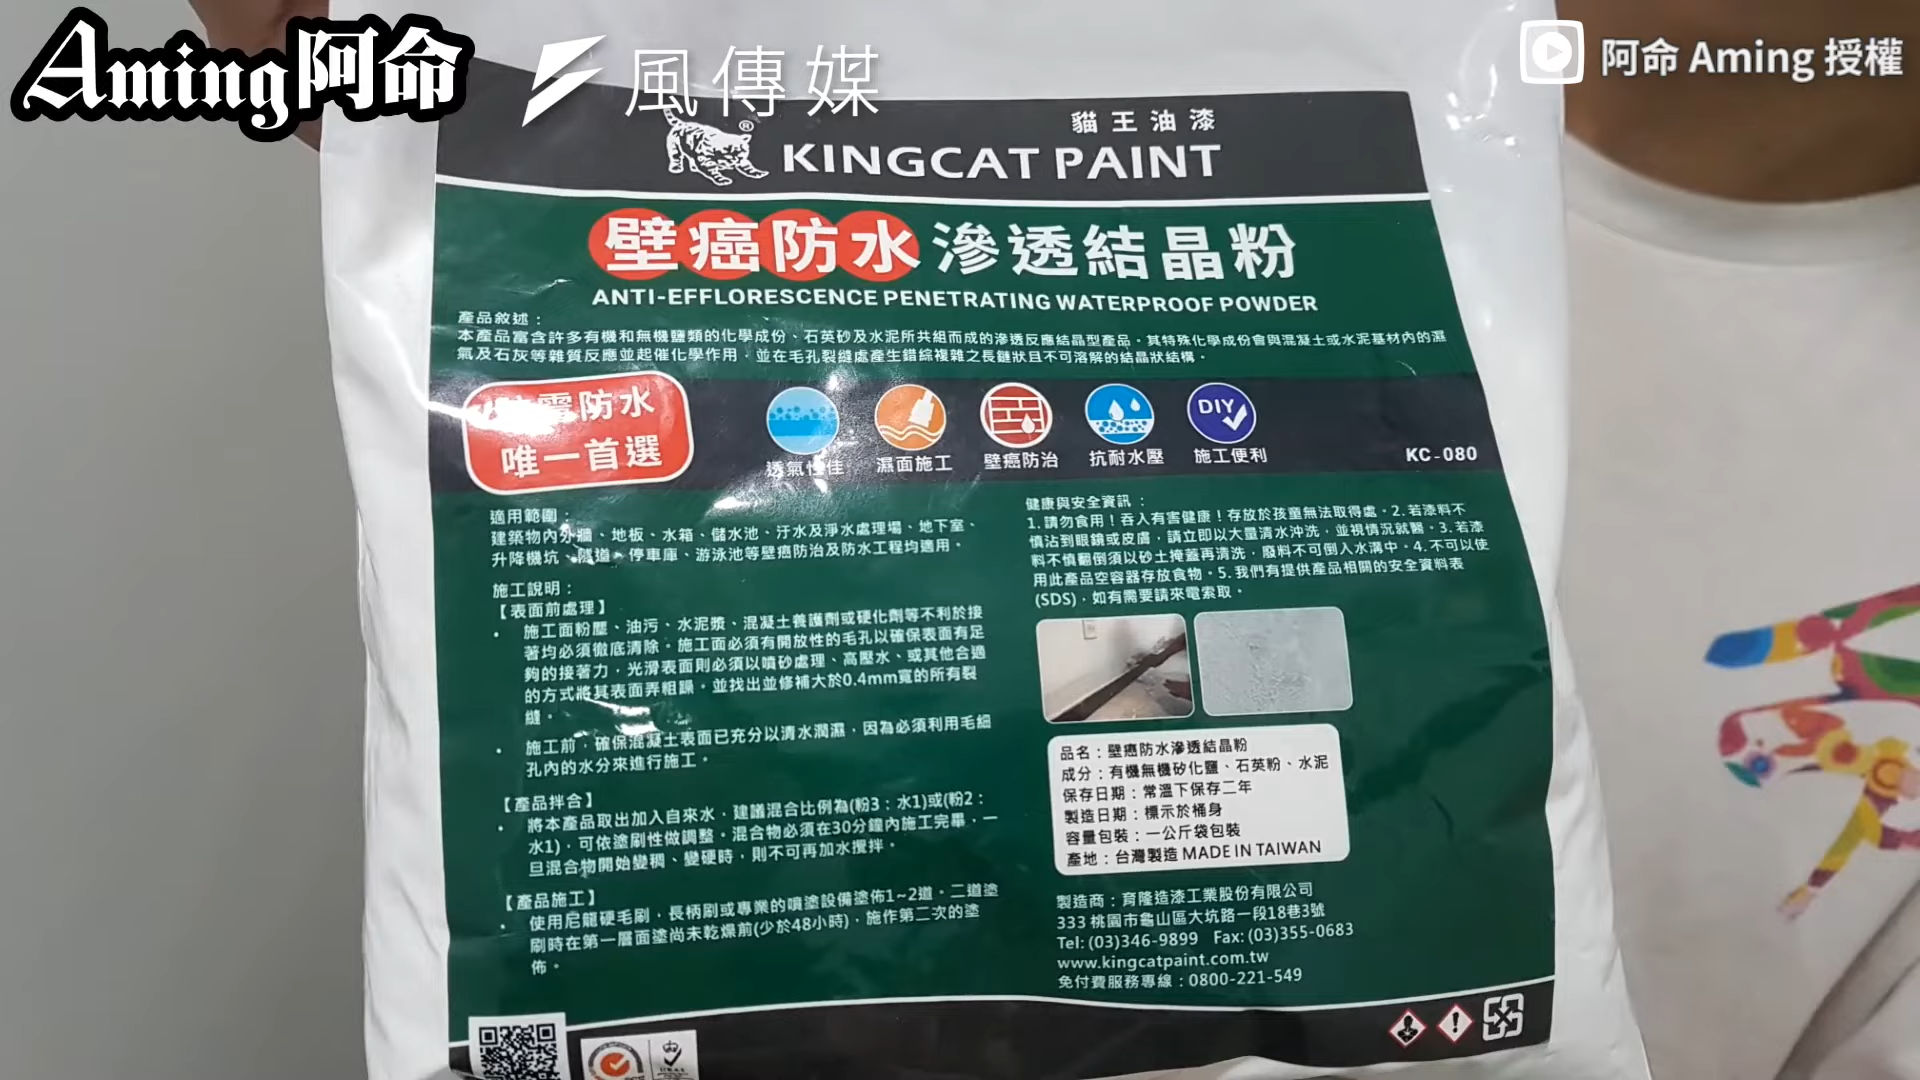 Aming阿命
風傳媒
阿命 Aming 授權
貓王油漆
KINGCAT PAINT
壁癌防水滲透結晶粉
ANTI-EFFLORESCENCE PENETRATING WATERPROOF POWDER
產品敘述：
本產品富含許多有機和無機鹽類的化學成份、石英砂及水泥所共組而成的滲透反應結晶型產品。其特殊化學成份會與混凝土或水泥基材內的濕
氣及石灰等雜質反應並起催化學作用，並在毛孔裂縫處產生錯綜複雜之長鏈狀且不可溶解的結晶狀結構。
防水
唯一首選
透氣性佳
濕面施工
壁癌防治
抗耐水壓
DIY
施工便利
KC-080
適用範圍：
建築物內外牆、地板、水箱、儲水池、汙水及淨水處理場、地下室、
升降機坑、隧道、停車庫、游泳池等壁癌防治及防水工程均適用。
施工說明：
【表面前處理】
• 施工面粉塵、油污、水泥漿、混凝土養護劑或硬化劑等不利於接
著均必須徹底清除。施工面必須有開放性的毛孔以確保表面有足
夠的接著力，光滑表面則必須以噴砂處理、高壓水、或其他合適
的方式將其表面弄粗糙。並找出並修補大於0.4mm寬的所有裂
縫。
• 施工前，確保混凝土表面已充分以清水潤濕，因為必須利用毛細
孔內的水分來進行施工。
【產品拌合】
• 將本產品取出加入自來水，建議混合比例為(粉3：水1)或(粉2：
水1)，可依塗刷性做調整。混合物必須在30分鐘內施工完畢，一
旦混合物開始變稠、變硬時，則不可再加水攪拌。
【產品施工】
• 使用尼龍硬毛刷，長柄刷或專業的噴塗設備塗佈1~2道。二道塗
刷時在第一層面塗尚未乾燥前(少於48小時)，施作第二次的塗
佈。
健康與安全資訊：
1.請勿食用！吞入有害健康！存放於孩童無法取得處。2.若漆料不
慎沾到眼鏡或皮膚，請立即以大量清水沖洗，並視情況就醫。3.若漆
料不慎翻倒須以砂土掩蓋再清洗，廢料不可倒入水溝中。4.不可以使
用此產品空容器存放食物。5.我們有提供產品相關的安全資料表
(SDS)，如有需要請來電索取。
品名：壁癌防水滲透結晶粉
成分：有機無機矽化鹽、石英粉、水泥
保存日期：常溫下保存二年
製造日期：標示於桶身
容量包裝：一公斤袋包裝
產地：台灣製造 MADE IN TAIWAN
製造商：育隆造漆工業股份有限公司
333 桃園市龜山區大坑路一段18巷3號
Tel: (03)346-9899 Fax: (03)355-0683
www.kingcatpaint.com.tw
免付費服務專線：0800-221-549